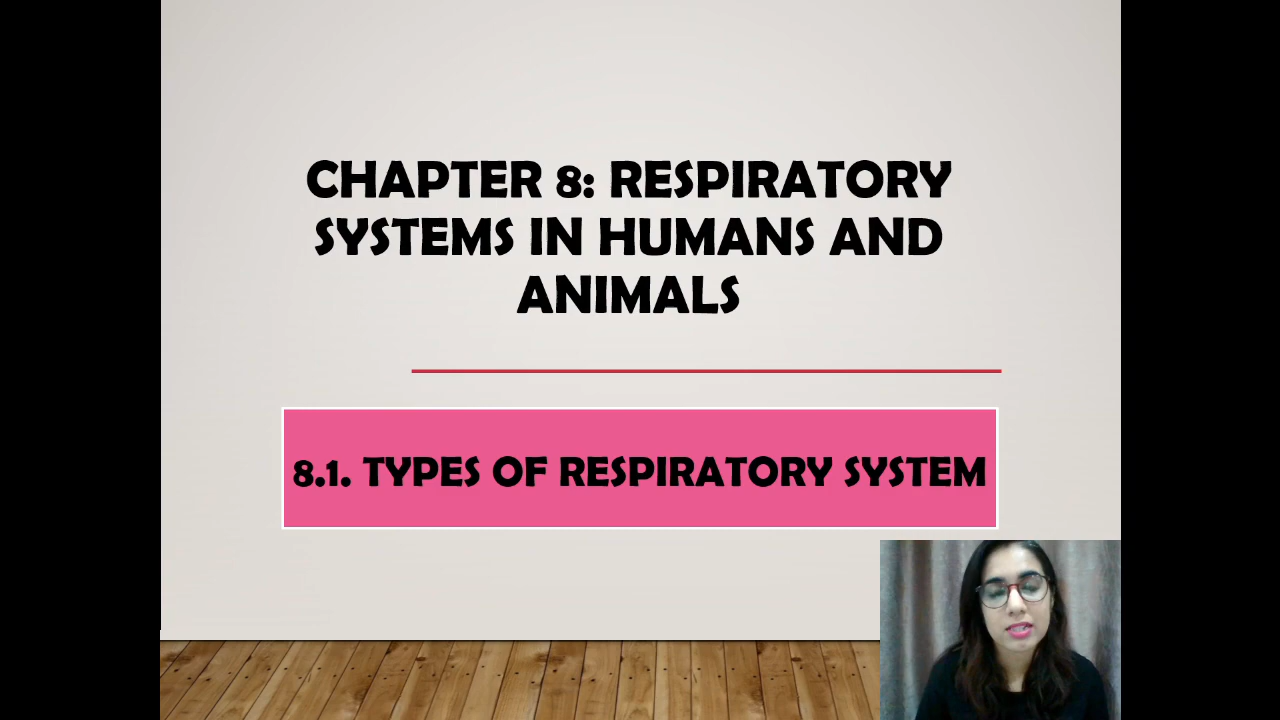 CHAPTER 8: RESPIRATORY
SYSTEMS IN HUMANS AND
ANIMALS
8.1. TYPES OF RESPIRATORY SYSTEM